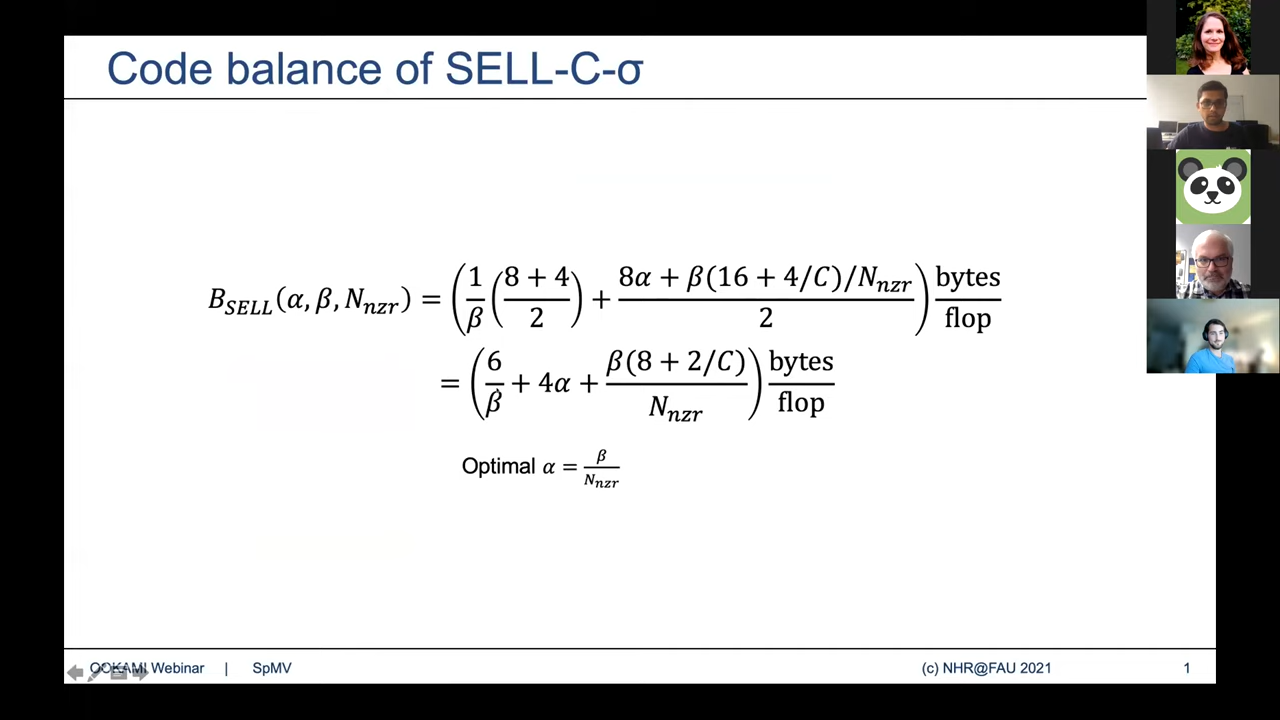 Code balance of SELL-C-σ
B_SELL(α, β, N_nzr) = (1/β ((8 + 4)/2) + (8α + β(16 + 4/C)/N_nzr)/2) bytes/flop
= (6/β + 4α + β(8 + 2/C)/N_nzr) bytes/flop
Optimal α = β/N_nzr
OOKAMI Webinar | SpMV (c) NHR@FAU 2021 1